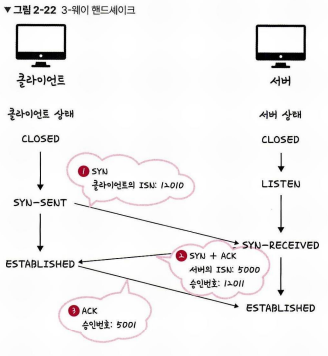 ▼ 그림 2-22 3-웨이 핸드셰이크
클라이언트
서버
클라이언트 상태
서버 상태
CLOSED
CLOSED
1 SYN
클라이언트의 ISN: 12010
LISTEN
SYN-SENT
SYN-RECEIVED
2 SYN + ACK
서버의 ISN: 5000
승인번호: 12011
ESTABLISHED
3 ACK
승인번호: 5001
ESTABLISHED